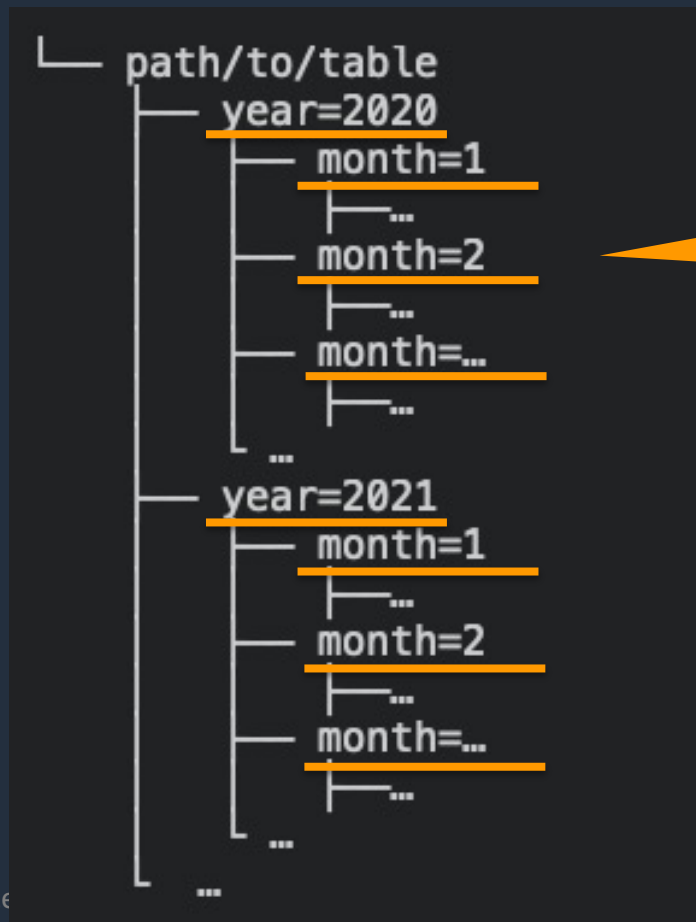 └── path/to/table
├── year=2020
├── month=1
├──…
├── month=2
├──…
├── month=…
├──…
└ …
├── year=2021
├── month=1
├──…
├── month=2
├──…
├── month=…
├──…
└ …
└ …
e